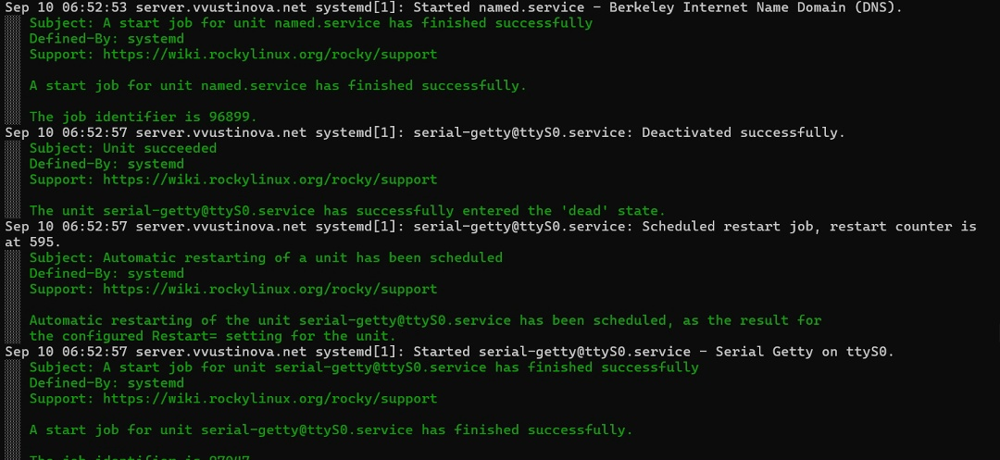 Sep 10 06:52:53 server.vvustinova.net systemd[1]: Started named.service - Berkeley Internet Name Domain (DNS).
Subject: A start job for unit named.service has finished successfully
Defined-By: systemd
Support: https://wiki.rockylinux.org/rocky/support
A start job for unit named.service has finished successfully.
The job identifier is 96899.
Sep 10 06:52:57 server.vvustinova.net systemd[1]: serial-getty@ttyS0.service: Deactivated successfully.
Subject: Unit succeeded
Defined-By: systemd
Support: https://wiki.rockylinux.org/rocky/support
The unit serial-getty@ttyS0.service has successfully entered the 'dead' state.
Sep 10 06:52:57 server.vvustinova.net systemd[1]: serial-getty@ttyS0.service: Scheduled restart job, restart counter is
at 595.
Subject: Automatic restarting of a unit has been scheduled
Defined-By: systemd
Support: https://wiki.rockylinux.org/rocky/support
Automatic restarting of the unit serial-getty@ttyS0.service has been scheduled, as the result for
the configured Restart= setting for the unit.
Sep 10 06:52:57 server.vvustinova.net systemd[1]: Started serial-getty@ttyS0.service - Serial Getty on ttyS0.
Subject: A start job for unit serial-getty@ttyS0.service has finished successfully
Defined-By: systemd
Support: https://wiki.rockylinux.org/rocky/support
A start job for unit serial-getty@ttyS0.service has finished successfully.
The job identifier is